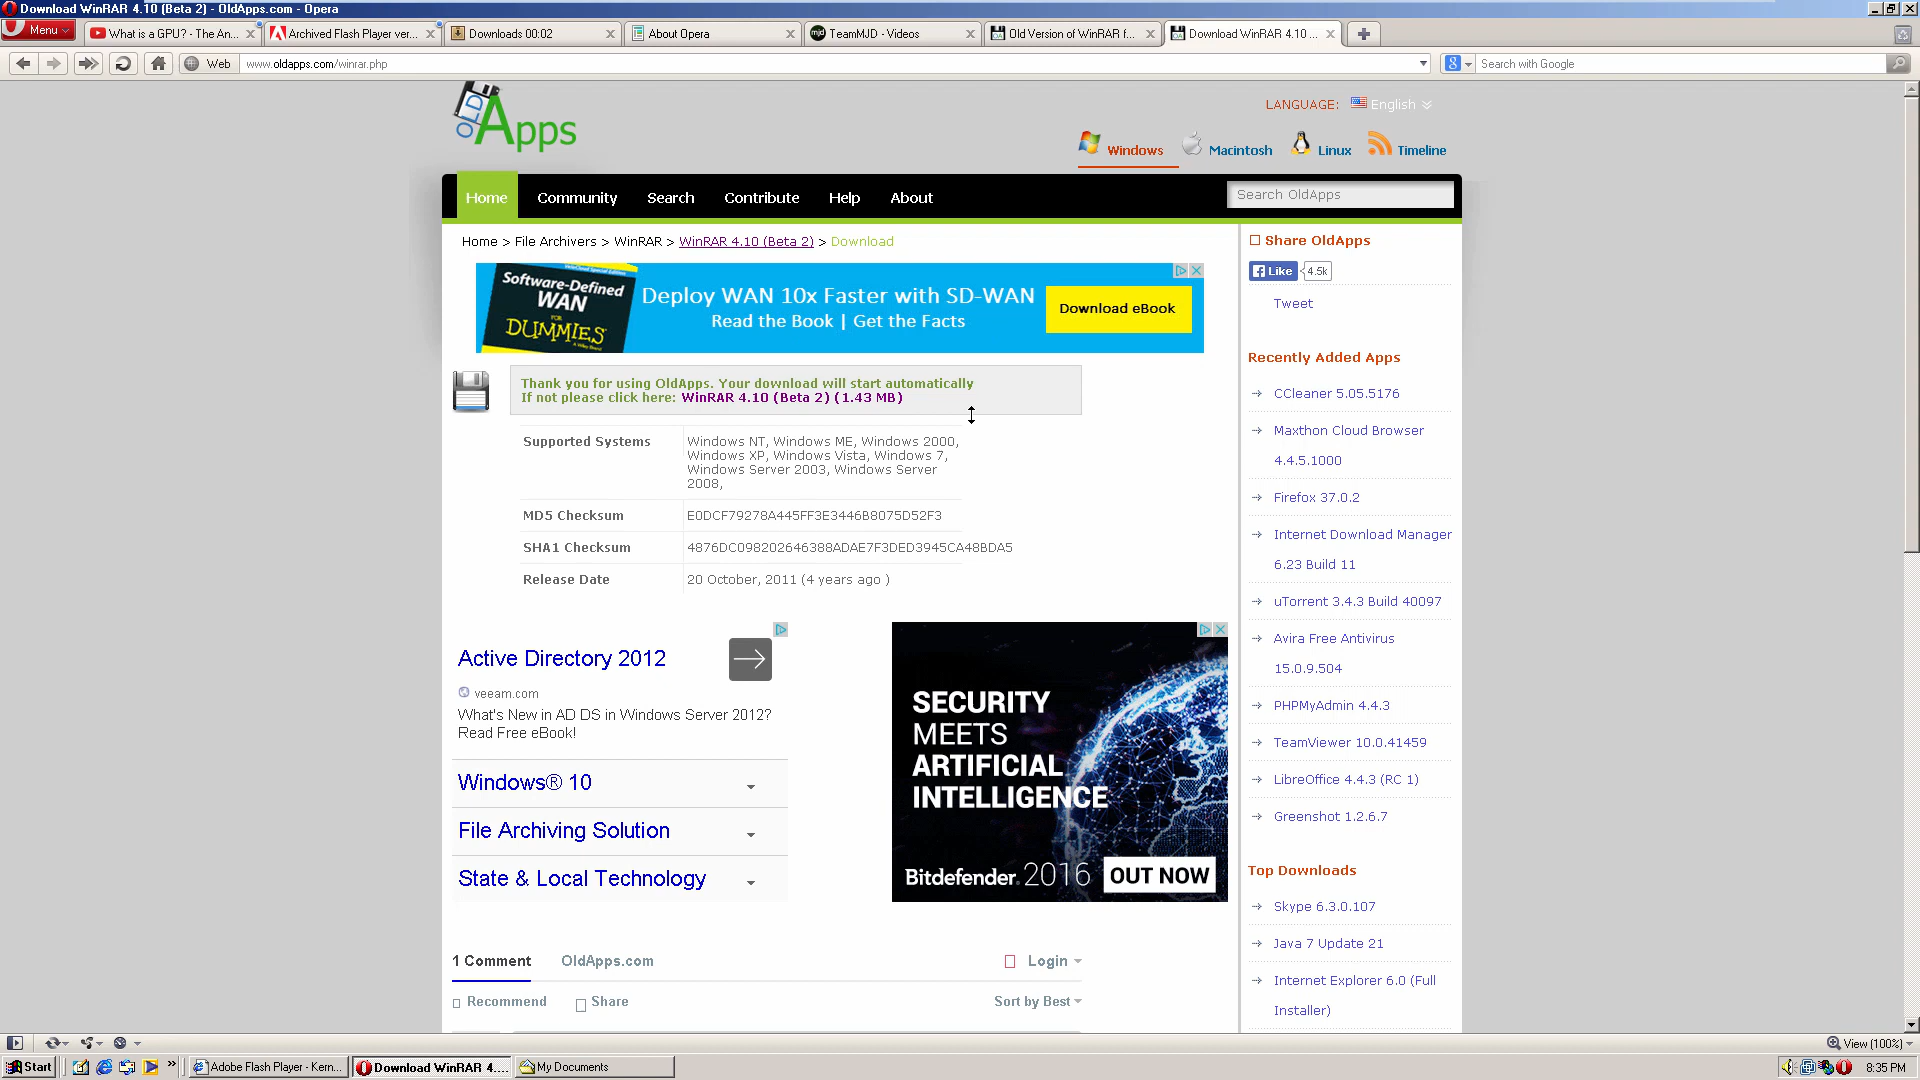 Download WinRAR 4.10 (Beta 2) - OldApps.com - Opera
Menu
What is a GPU? - The An...
Archived Flash Player ver...
Downloads 00:02
About Opera
mjd
TeamMJD - Videos
Old Version of WinRAR f...
Download WinRAR 4.10 ...
Web
www.oldapps.com/winrar.php
Search with Google
OLD Apps
LANGUAGE: English
Windows
Macintosh
Linux
Timeline
Home
Community
Search
Contribute
Help
About
Search OldApps
Home > File Archivers > WinRAR > WinRAR 4.10 (Beta 2) > Download
Software-Defined
WAN
FOR
DUMMIES
Deploy WAN 10x Faster with SD-WAN
Read the Book | Get the Facts
Download eBook
Thank you for using OldApps. Your download will start automatically
If not please click here: WinRAR 4.10 (Beta 2) (1.43 MB)
Supported Systems
Windows NT, Windows ME, Windows 2000,
Windows XP, Windows Vista, Windows 7,
Windows Server 2003, Windows Server
2008,
MD5 Checksum
E0DCF79278A445FF3E3446B8075D52F3
SHA1 Checksum
4876DC098202646388ADAE7F3DED3945CA48BDA5
Release Date
20 October, 2011 (4 years ago )
Active Directory 2012
veeam.com
What's New in AD DS in Windows Server 2012?
Read Free eBook!
Windows® 10
File Archiving Solution
State & Local Technology
SECURITY
MEETS
ARTIFICIAL
INTELLIGENCE
Bitdefender 2016
OUT NOW
1 Comment
OldApps.com
Login
Recommend
Share
Sort by Best
Share OldApps
Like
4.5k
Tweet
Recently Added Apps
CCleaner 5.05.5176
Maxthon Cloud Browser
4.4.5.1000
Firefox 37.0.2
Internet Download Manager
6.23 Build 11
uTorrent 3.4.3 Build 40097
Avira Free Antivirus
15.0.9.504
PHPMyAdmin 4.4.3
TeamViewer 10.0.41459
LibreOffice 4.4.3 (RC 1)
Greenshot 1.2.6.7
Top Downloads
Skype 6.3.0.107
Java 7 Update 21
Internet Explorer 6.0 (Full
Installer)
View (100%)
Start
Adobe Flash Player - Kern...
Download WinRAR 4....
My Documents
8:35 PM